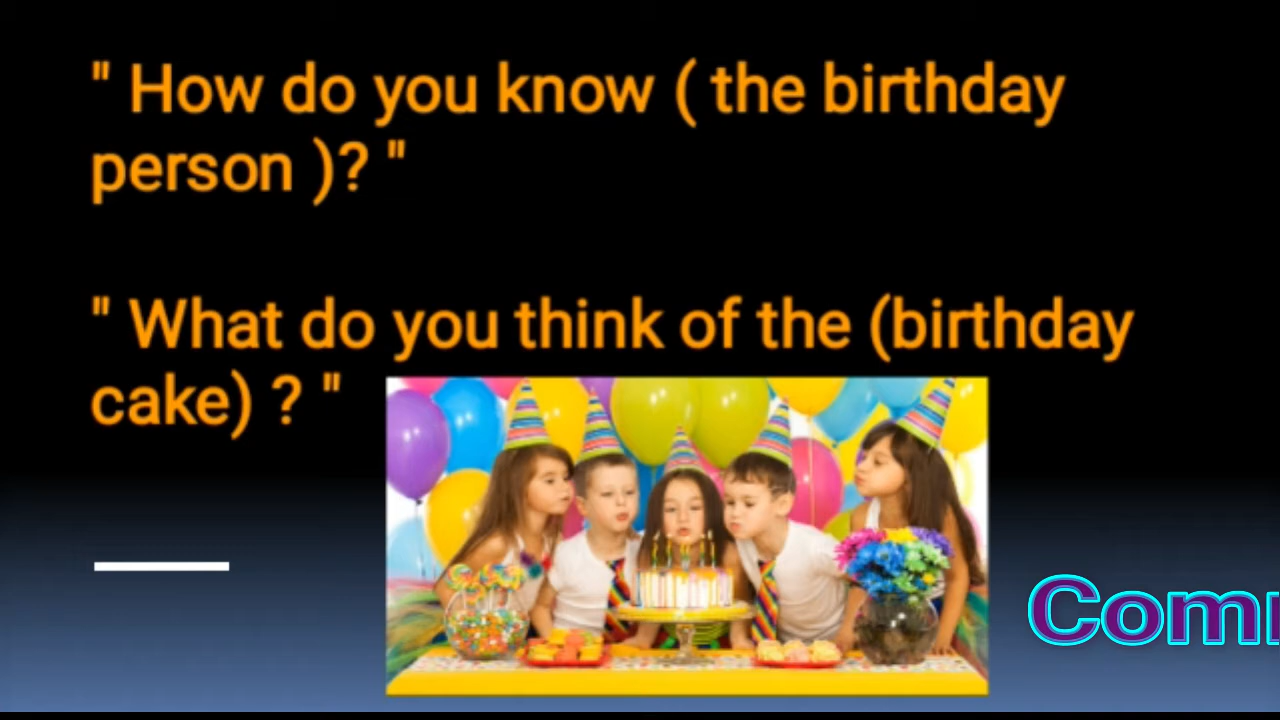 " How do you know ( the birthday
person )? "
" What do you think of the (birthday
cake) ? "